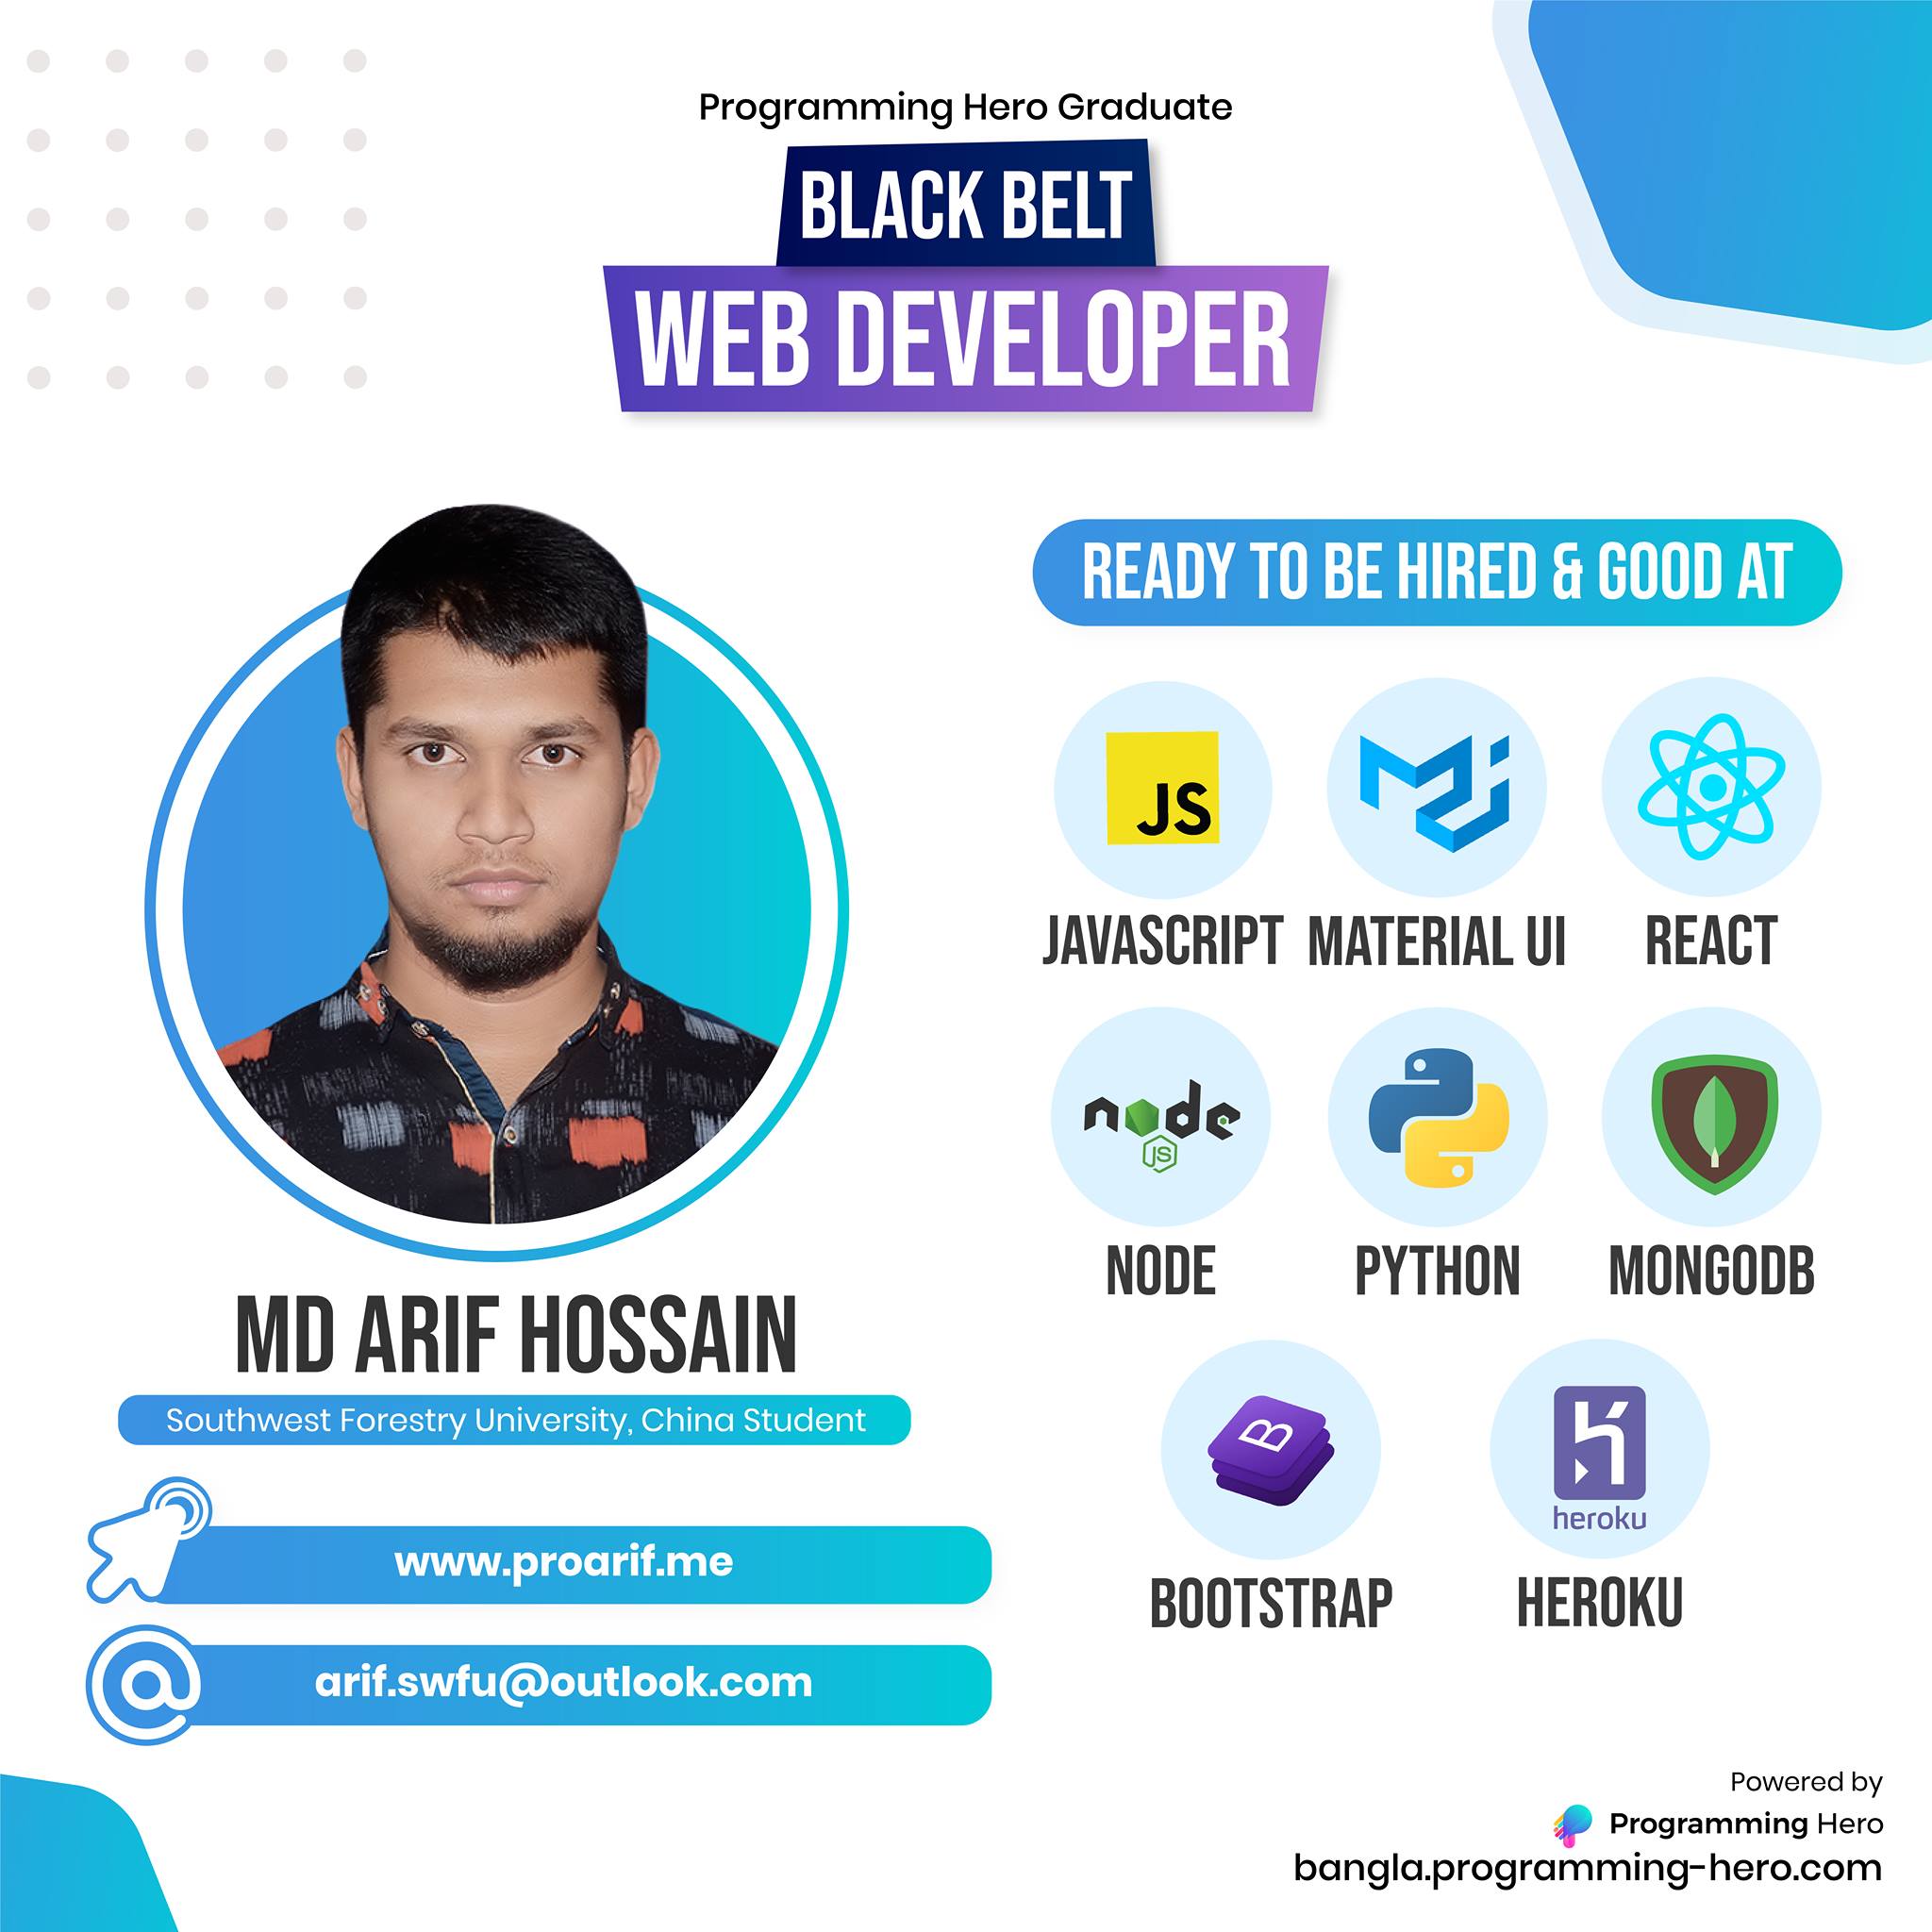 Programming Hero Graduate
BLACK BELT
WEB DEVELOPER
READY TO BE HIRED & GOOD AT
JS
JAVASCRIPT MATERIAL UI REACT
node
JS
NODE PYTHON MONGODB
B
heroku
BOOTSTRAP HEROKU
MD ARIF HOSSAIN
Southwest Forestry University, China Student
www.proarif.me
arif.swfu@outlook.com
Powered by
Programming Hero
bangla.programming-hero.com